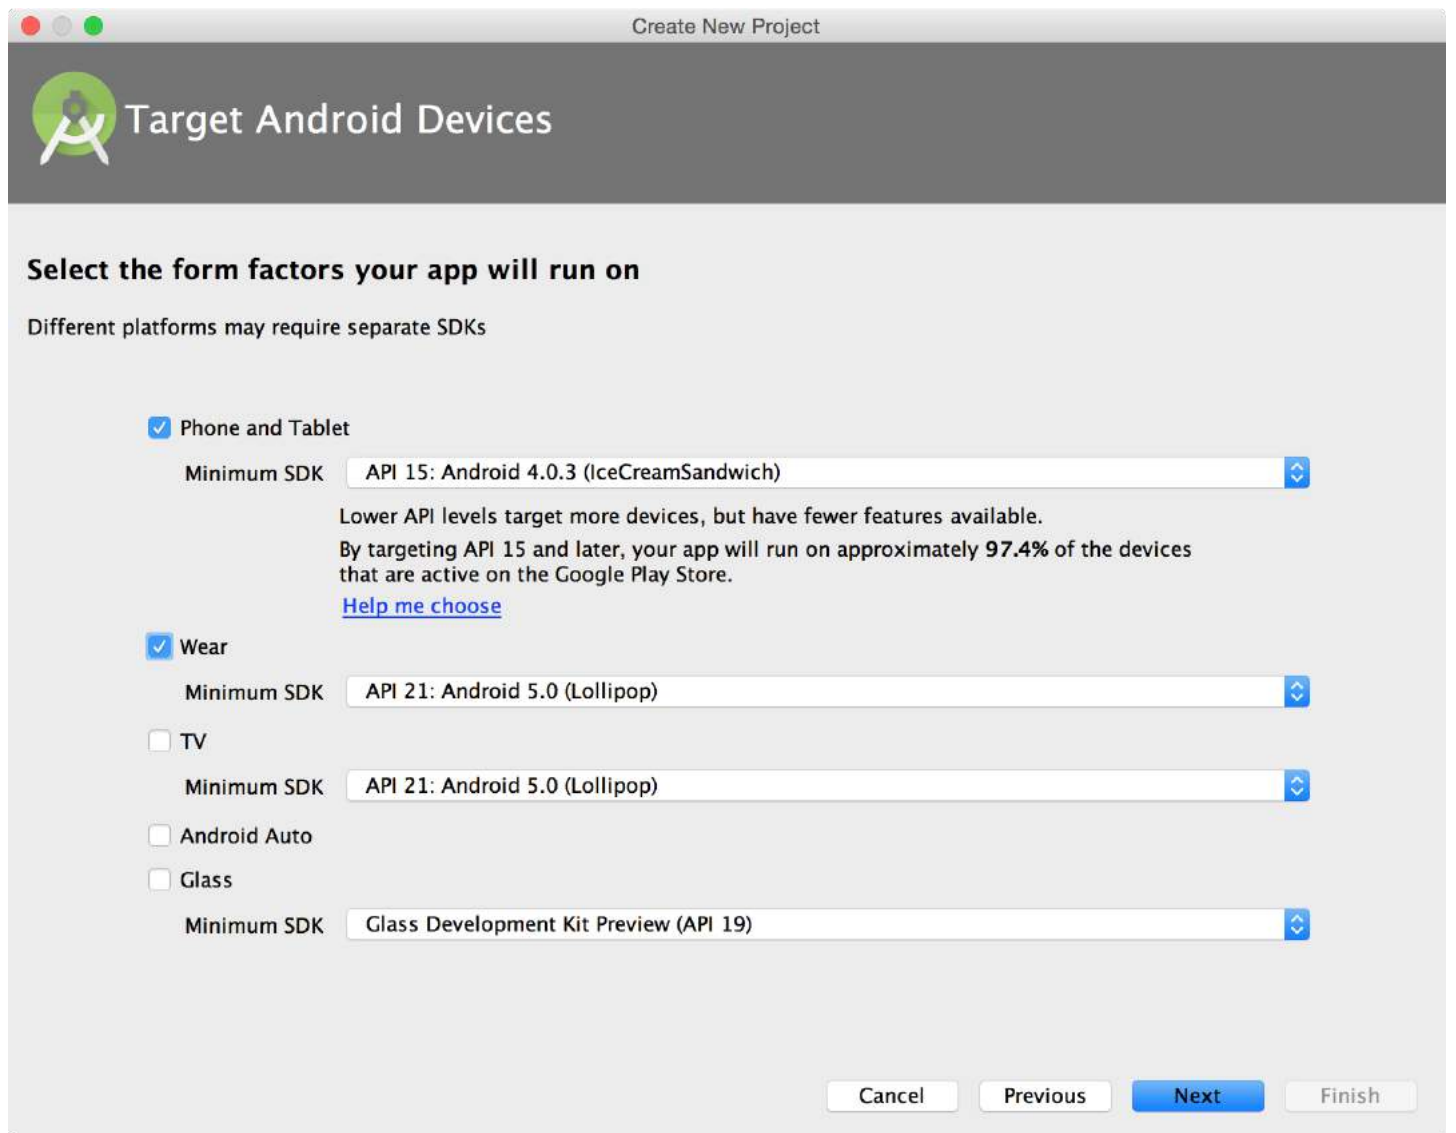 Create New Project
Target Android Devices
Select the form factors your app will run on
Different platforms may require separate SDKs
Phone and Tablet
Minimum SDK API 15: Android 4.0.3 (IceCreamSandwich)
Lower API levels target more devices, but have fewer features available.
By targeting API 15 and later, your app will run on approximately 97.4% of the devices
that are active on the Google Play Store.
Help me choose
Wear
Minimum SDK API 21: Android 5.0 (Lollipop)
TV
Minimum SDK API 21: Android 5.0 (Lollipop)
Android Auto
Glass
Minimum SDK Glass Development Kit Preview (API 19)
Cancel Previous Next Finish